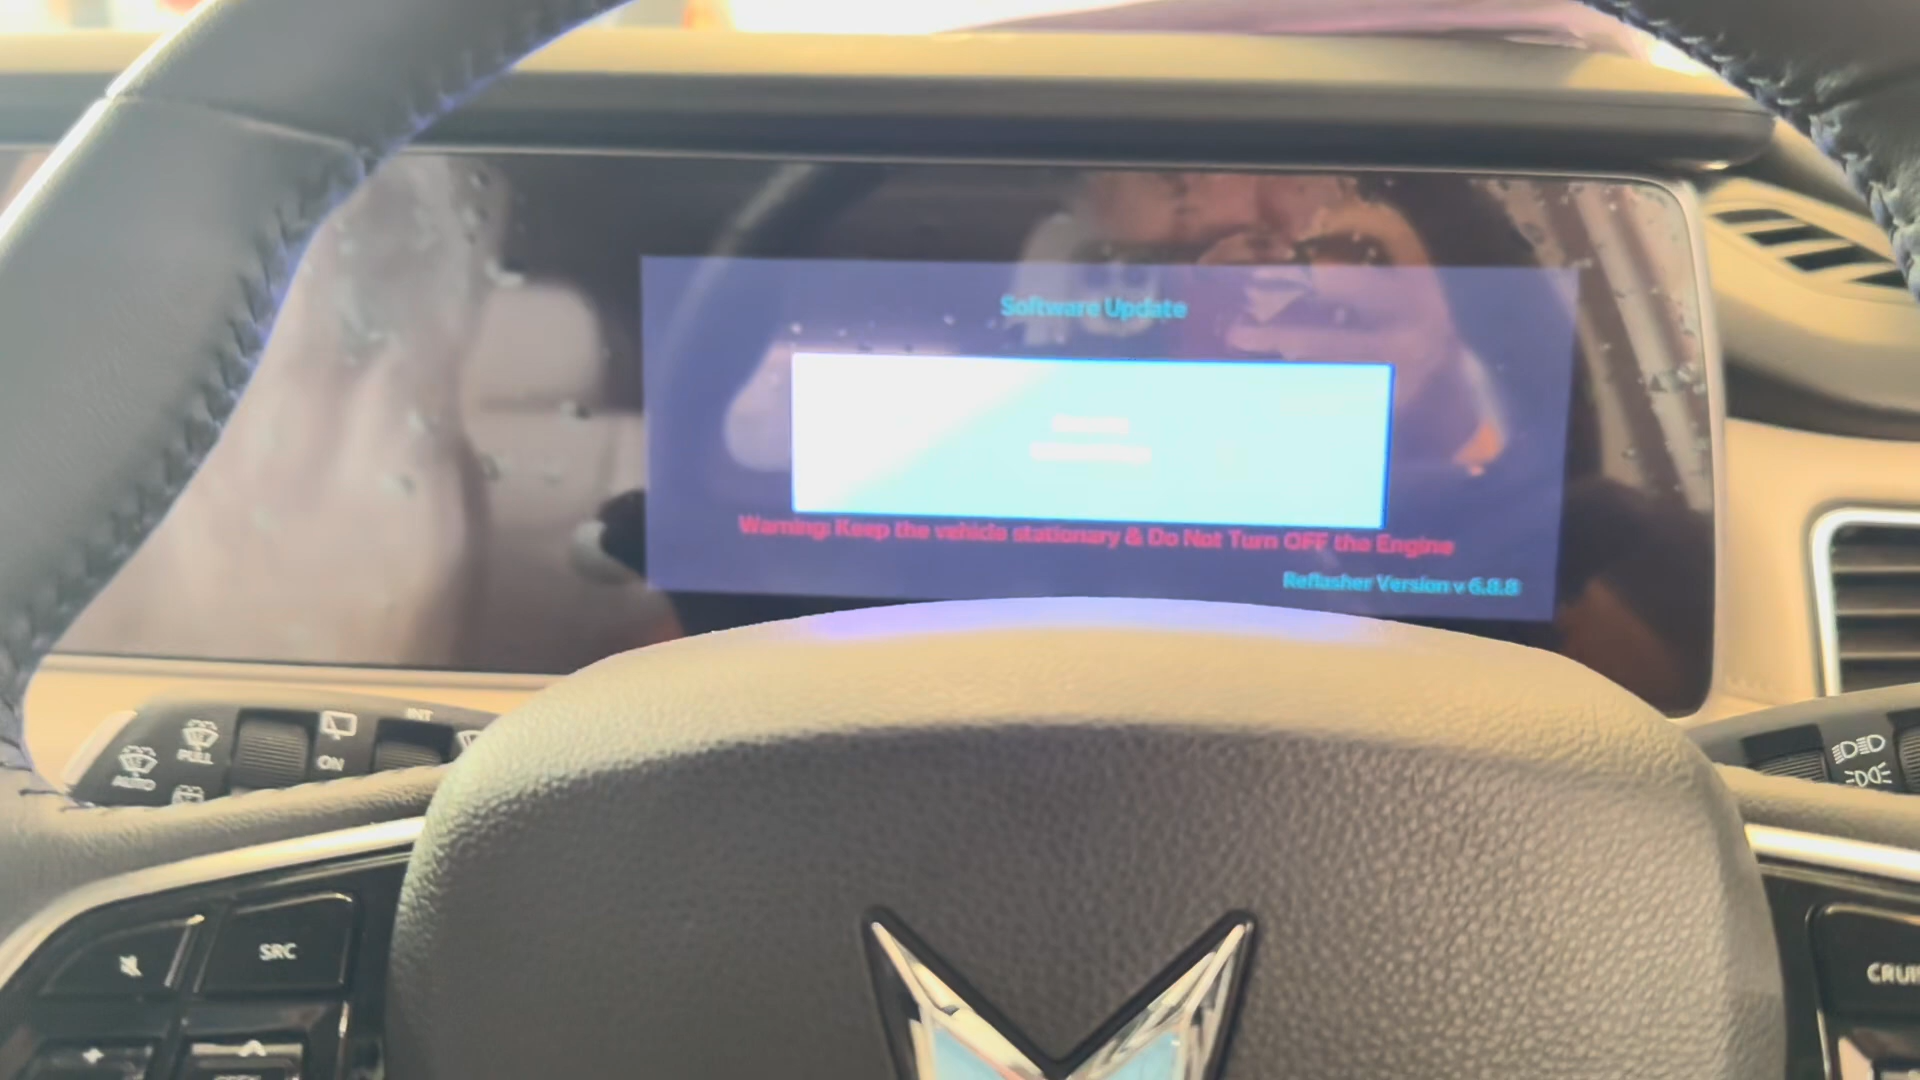 Software Update
Warning: Keep the vehicle stationary & Do Not Turn OFF the Engine
Reflasher Version v 6.8.8
INT
PULL
ON
AUTO
SRC